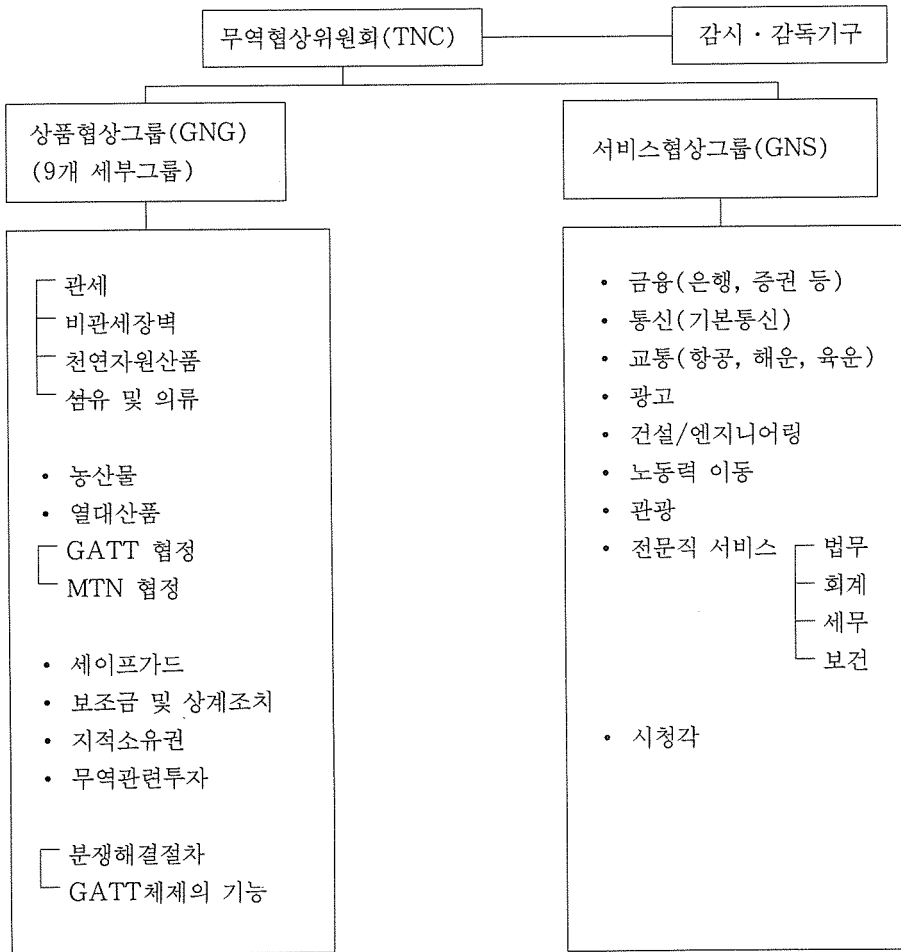 무역협상위원회(TNC)
감시・감독기구
상품협상그룹(GNG)
(9개 세부그룹)
서비스협상그룹(GNS)
관세
비관세장벽
천연자원산품
섬유 및 의류
• 농산물
• 열대산품
GATT 협정
MTN 협정
• 세이프가드
• 보조금 및 상계조치
• 지적소유권
• 무역관련투자
분쟁해결절차
GATT체제의 기능
• 금융(은행, 증권 등)
• 통신(기본통신)
• 교통(항공, 해운, 육운)
• 광고
• 건설/엔지니어링
• 노동력 이동
• 관광
• 전문직 서비스
법무
회계
세무
보건
• 시청각